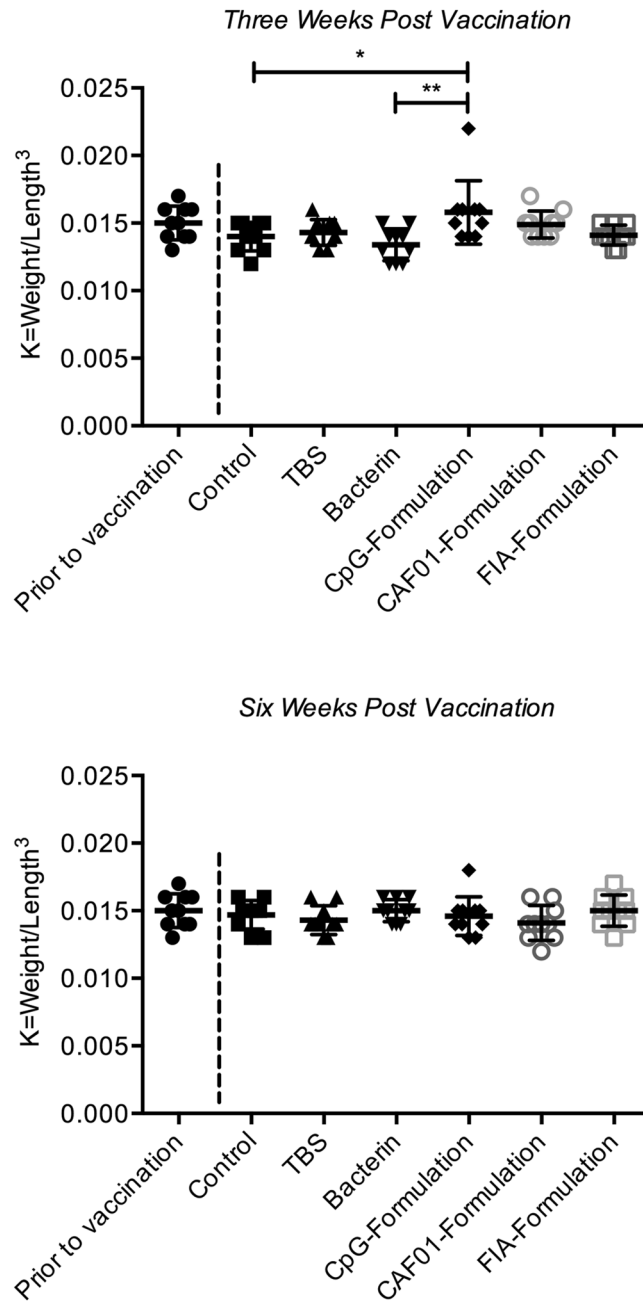 Three Weeks Post Vaccination
*
**
K=Weight/Length³
0.025
0.020
0.015
0.010
0.005
0.000
Prior to vaccination
Control
TBS
Bacterin
CpG-Formulation
CAF01-Formulation
FIA-Formulation
Six Weeks Post Vaccination
K=Weight/Length³
0.025
0.020
0.015
0.010
0.005
0.000
Prior to vaccination
Control
TBS
Bacterin
CpG-Formulation
CAF01-Formulation
FIA-Formulation